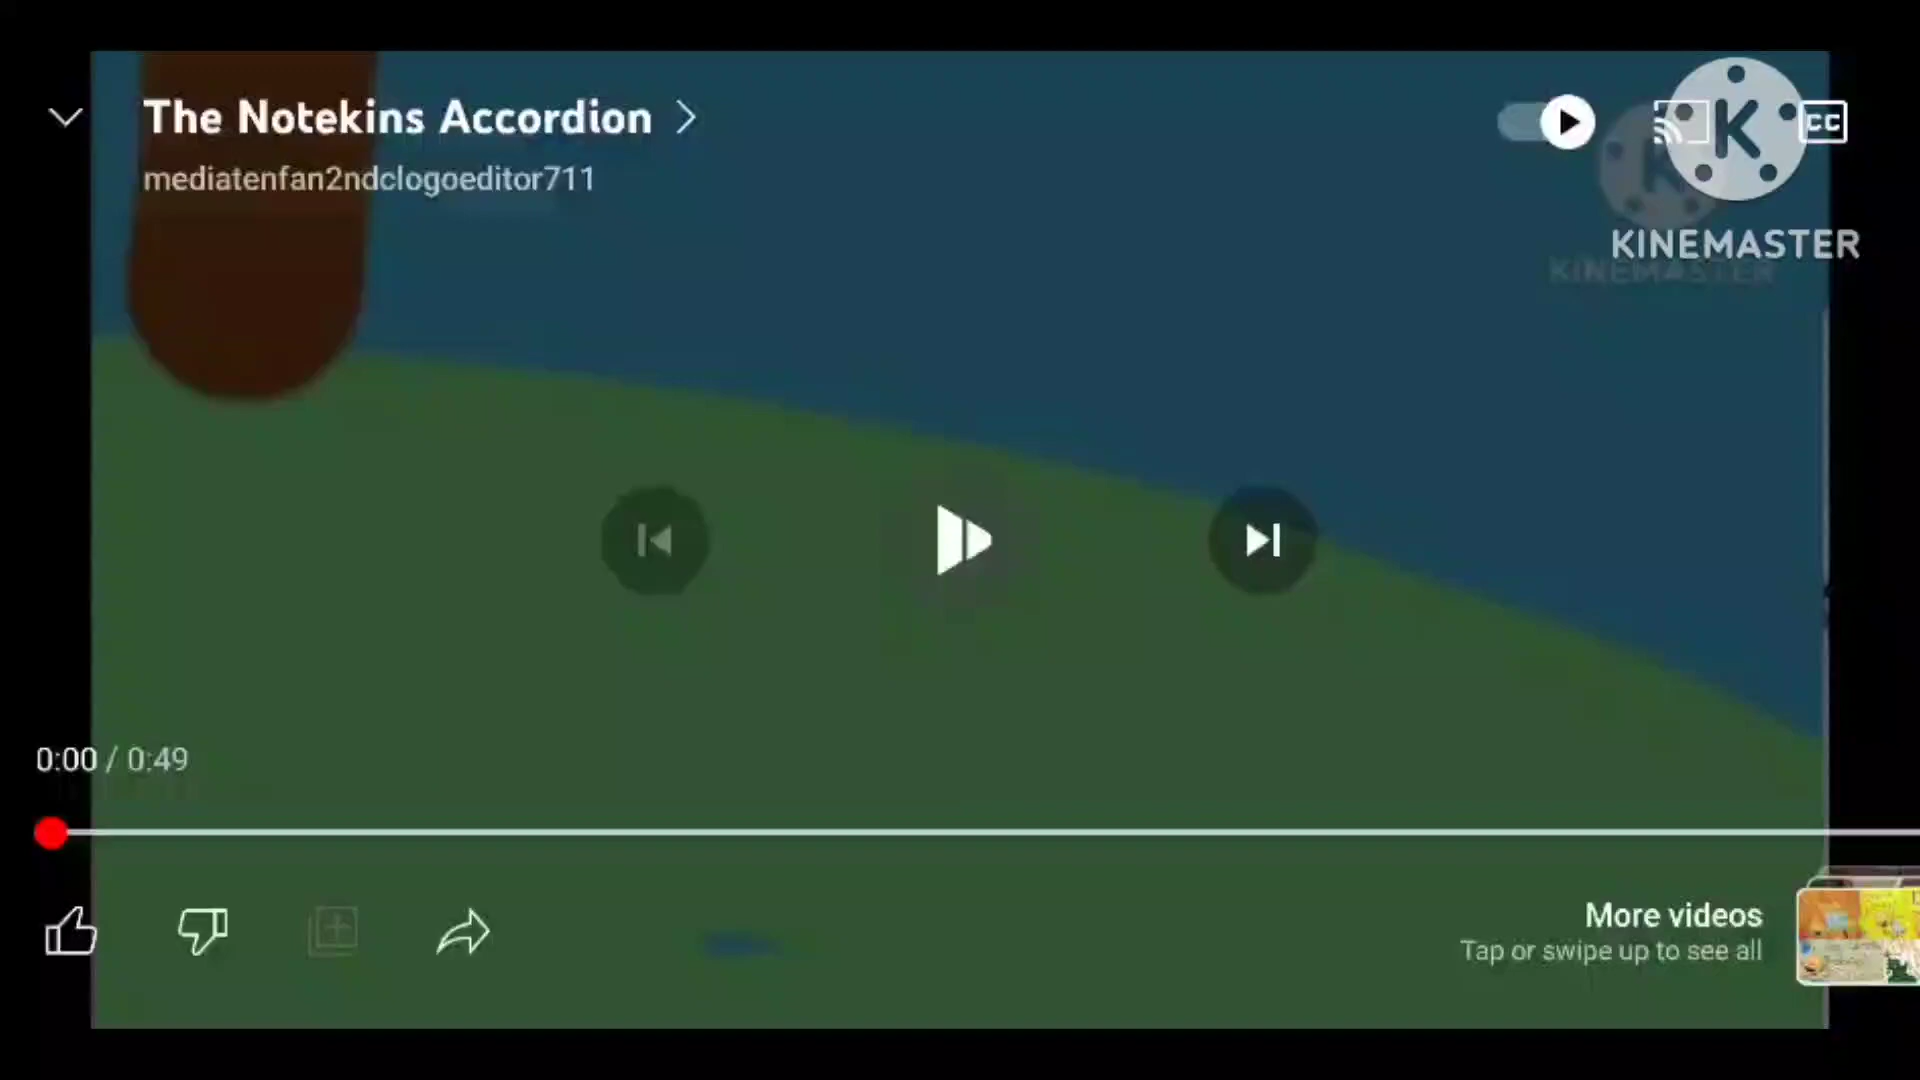 The Notekins Accordion
mediatenfan2ndclogoeditor711
CC
K
KINEMASTER
KINEMASTER
0:00 / 0:49
More videos
Tap or swipe up to see all